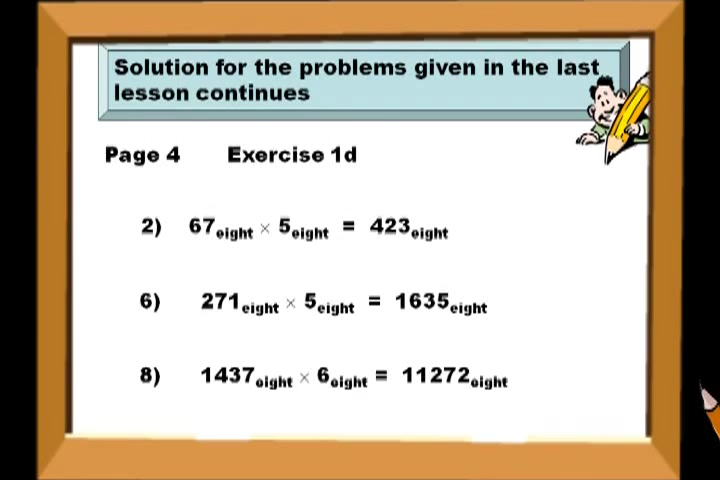 Solution for the problems given in the last
lesson continues
Page 4 Exercise 1d
2) 67eight × 5eight = 423eight
6) 271eight × 5eight = 1635eight
8) 1437eight × 6eight = 11272eight